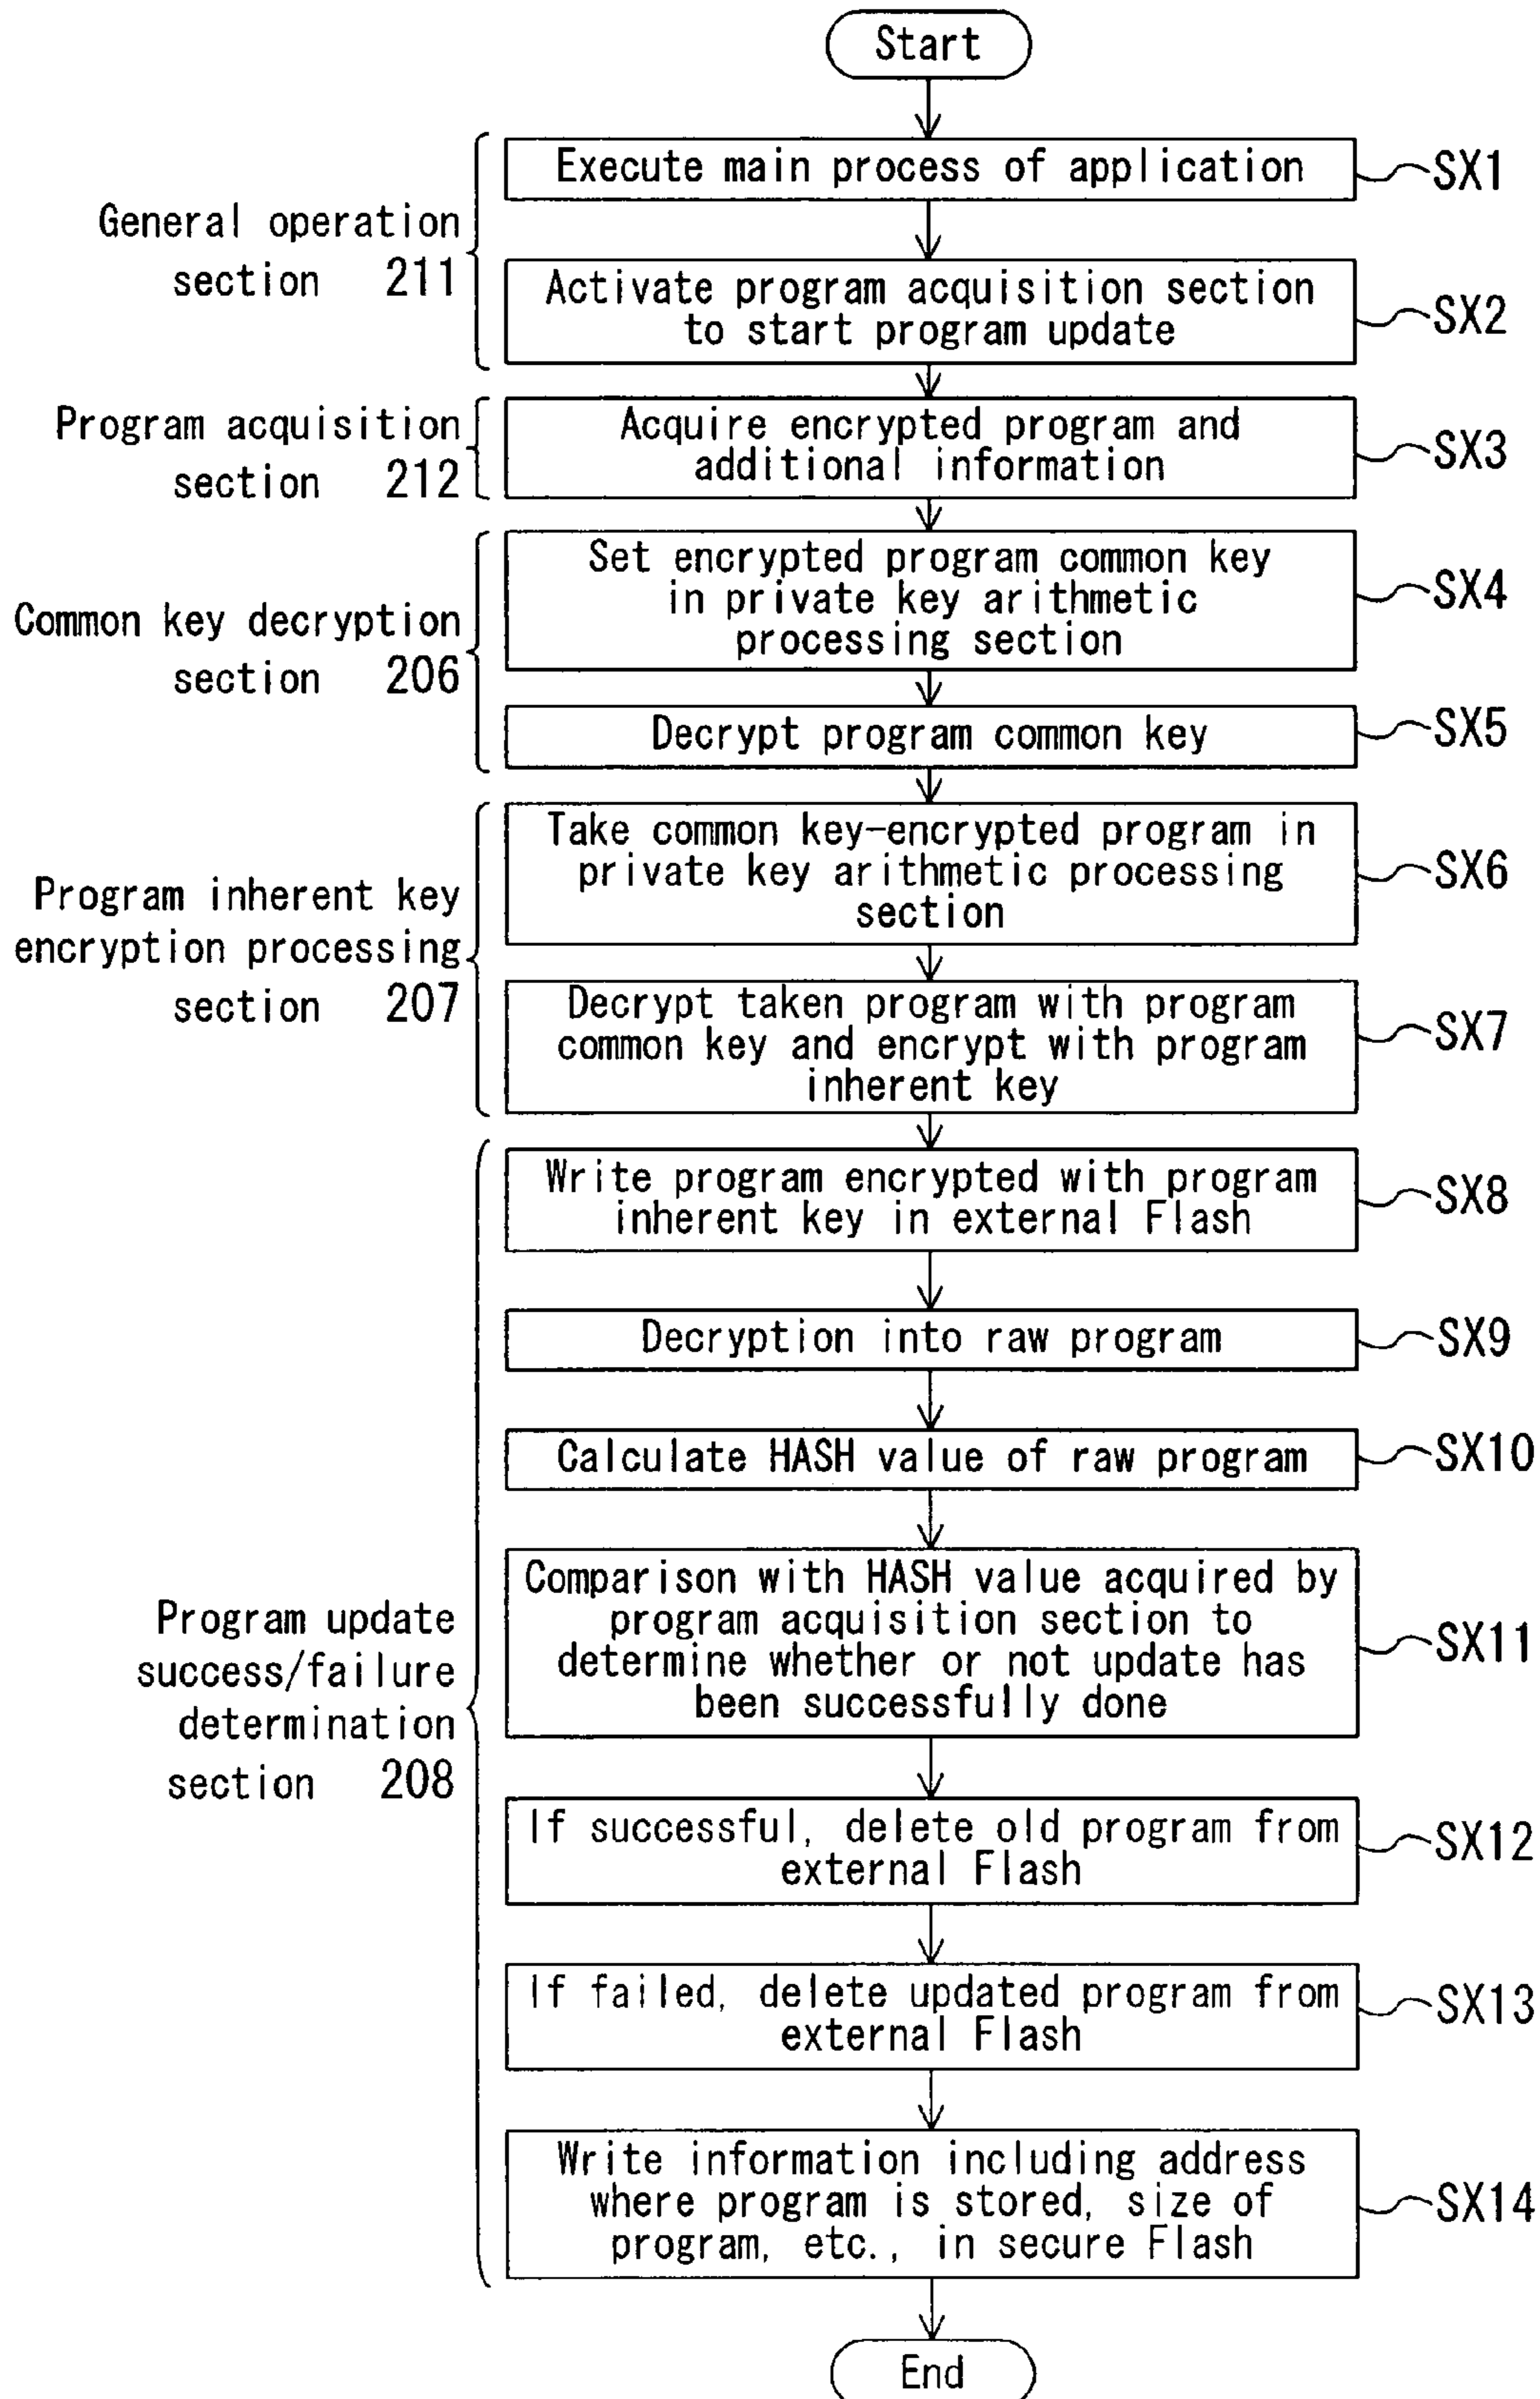 Start
Execute main process of application
SX1
General operation
section 211
Activate program acquisition section
to start program update
SX2
Program acquisition
section 212
Acquire encrypted program and
additional information
SX3
Common key decryption
section 206
Set encrypted program common key
in private key arithmetic
processing section
SX4
Decrypt program common key
SX5
Program inherent key
encryption processing
section 207
Take common key-encrypted program in
private key arithmetic processing
section
SX6
Decrypt taken program with program
common key and encrypt with program
inherent key
SX7
Write program encrypted with program
inherent key in external Flash
SX8
Decryption into raw program
SX9
Calculate HASH value of raw program
SX10
Program update
success/failure
determination
section 208
Comparison with HASH value acquired by
program acquisition section to
determine whether or not update has
been successfully done
SX11
If successful, delete old program from
external Flash
SX12
If failed, delete updated program from
external Flash
SX13
Write information including address
where program is stored, size of
program, etc., in secure Flash
SX14
End